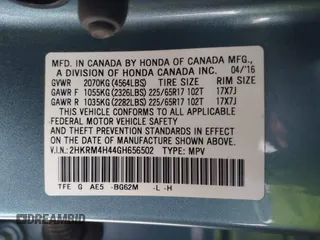 MFD. IN CANADA BY HONDA OF CANADA MFG.,
A DIVISION OF HONDA CANADA INC. 04/'16
GVWR 2070KG (4564LBS) TIRE SIZE RIM SIZE
GAWR F 1055KG (2326LBS) 225/65R17 102T 17X7J
GAWR R 1035KG (2282LBS) 225/65R17 102T 17X7J
THIS VEHICLE CONFORMS TO ALL APPLICABLE
FEDERAL MOTOR VEHICLE SAFETY STANDARDS IN
EFFECT ON THE DATE OF MANUFACTURE SHOWN ABOVE.
V.I.N.: 2HKRM4H44GH656502 TYPE: MPV
TFE G AE5 -BG62M -L -H
DREAMBID